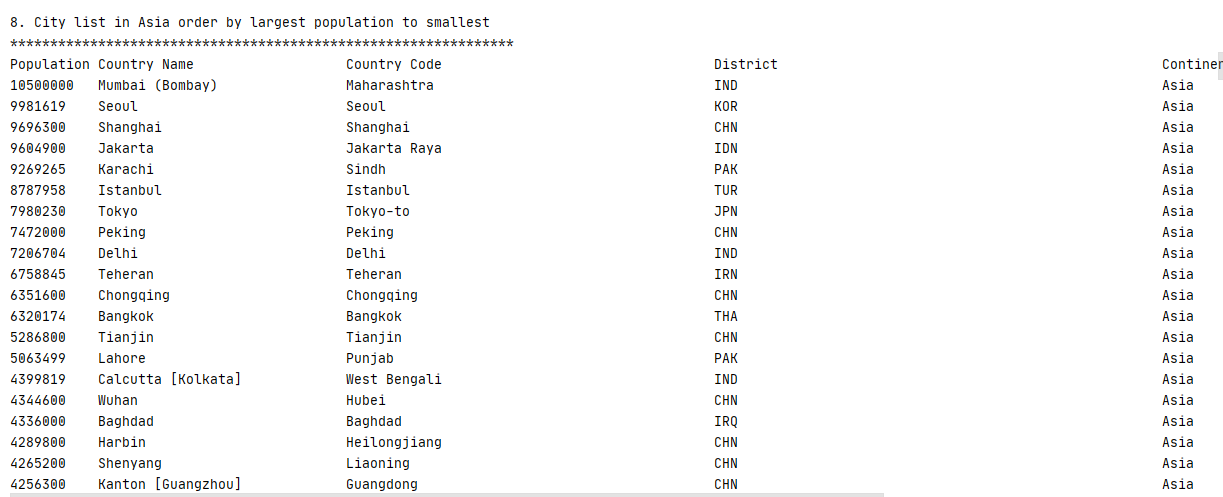 8. City list in Asia order by largest population to smallest
***************************************************************
Population Country Name Country Code District Continen
10500000 Mumbai (Bombay) Maharashtra IND Asia
9981619 Seoul Seoul KOR Asia
9696300 Shanghai Shanghai CHN Asia
9604900 Jakarta Jakarta Raya IDN Asia
9269265 Karachi Sindh PAK Asia
8787958 Istanbul Istanbul TUR Asia
7980230 Tokyo Tokyo-to JPN Asia
7472000 Peking Peking CHN Asia
7206704 Delhi Delhi IND Asia
6758845 Teheran Teheran IRN Asia
6351600 Chongqing Chongqing CHN Asia
6320174 Bangkok Bangkok THA Asia
5286800 Tianjin Tianjin CHN Asia
5063499 Lahore Punjab PAK Asia
4399819 Calcutta [Kolkata] West Bengali IND Asia
4344600 Wuhan Hubei CHN Asia
4336000 Baghdad Baghdad IRQ Asia
4289800 Harbin Heilongjiang CHN Asia
4265200 Shenyang Liaoning CHN Asia
4256300 Kanton [Guangzhou] Guangdong CHN Asia